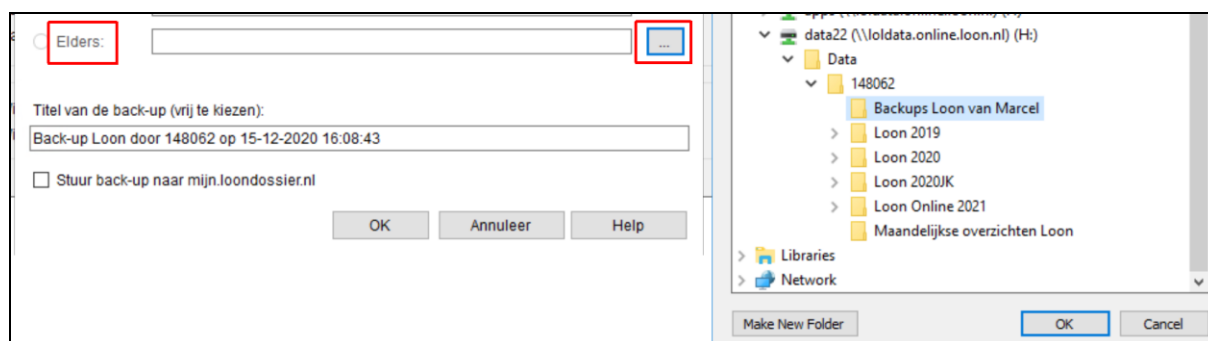 Elders:
...
Titel van de back-up (vrij te kiezen):
Back-up Loon door 148062 op 15-12-2020 16:08:43
Stuur back-up naar mijn.loondossier.nl
OK Annuleer Help
data22 (\\loldata.online.loon.nl) (H:)
Data
148062
Backups Loon van Marcel
Loon 2019
Loon 2020
Loon 2020JK
Loon Online 2021
Maandelijkse overzichten Loon
Libraries
Network
Make New Folder OK Cancel